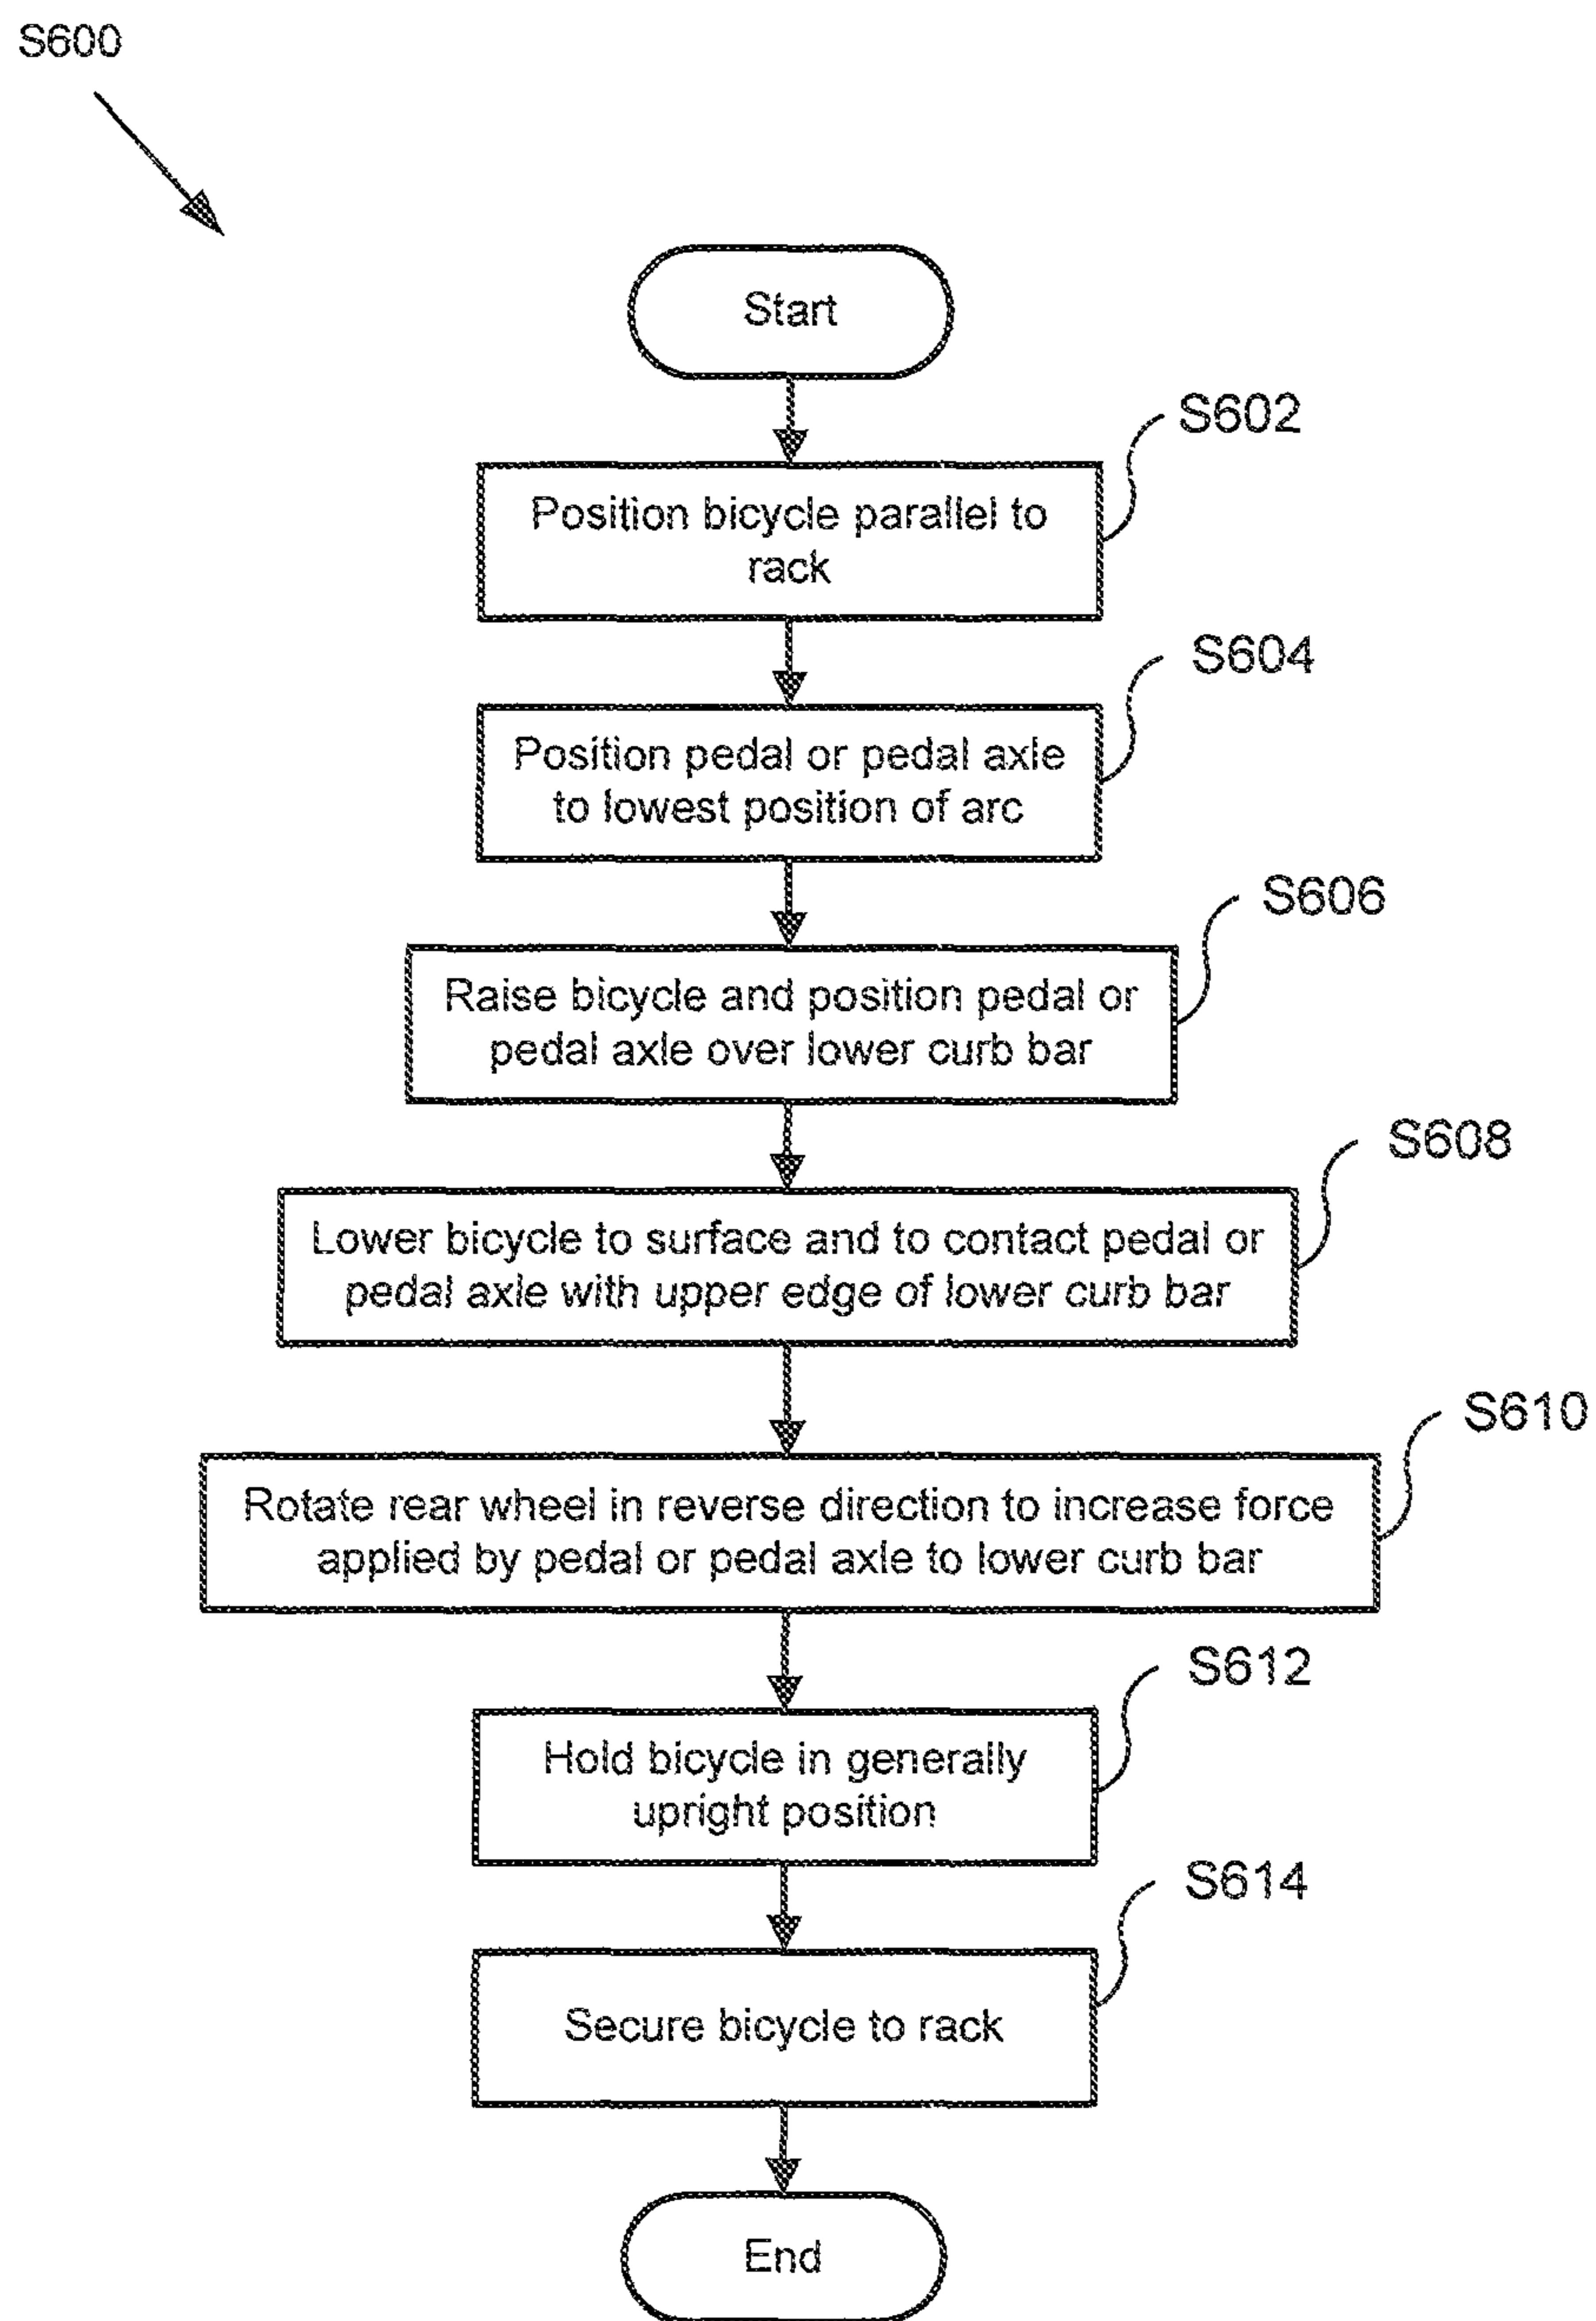 S600
Start
S602
Position bicycle parallel to
rack
S604
Position pedal or pedal axle
to lowest position of arc
S606
Raise bicycle and position pedal or
pedal axle over lower curb bar
S608
Lower bicycle to surface and to contact pedal or
pedal axle with upper edge of lower curb bar
S610
Rotate rear wheel in reverse direction to increase force
applied by pedal or pedal axle to lower curb bar
S612
Hold bicycle in generally
upright position
S614
Secure bicycle to rack
End